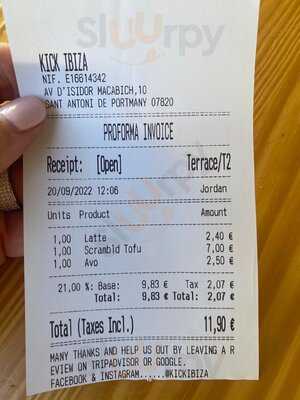 Sluurpy
KICK IBIZA
NIF. E16614342
AV D'ISIDOR MACABICH,10
SANT ANTONI DE PORTMANY 07820
PROFORMA INVOICE
Receipt: [Open] Terrace/T2
20/09/2022 12:06 Jordan
Units Product Amount
1,00 Latte 2,40 €
1,00 Scrambld Tofu 7,00 €
1,00 Avo 2,50 €
21,00 %: Base: 9,83 € Tax 2,07 €
Total: 9,83 € Total: 2,07 €
Total (Taxes Incl.) 11,90 €
MANY THANKS AND HELP US OUT BY LEAVING A R
EVIEW ON TRIPADVISOR OR GOOGLE.
FACEBOOK & INSTAGRAM......@KICKIBIZA